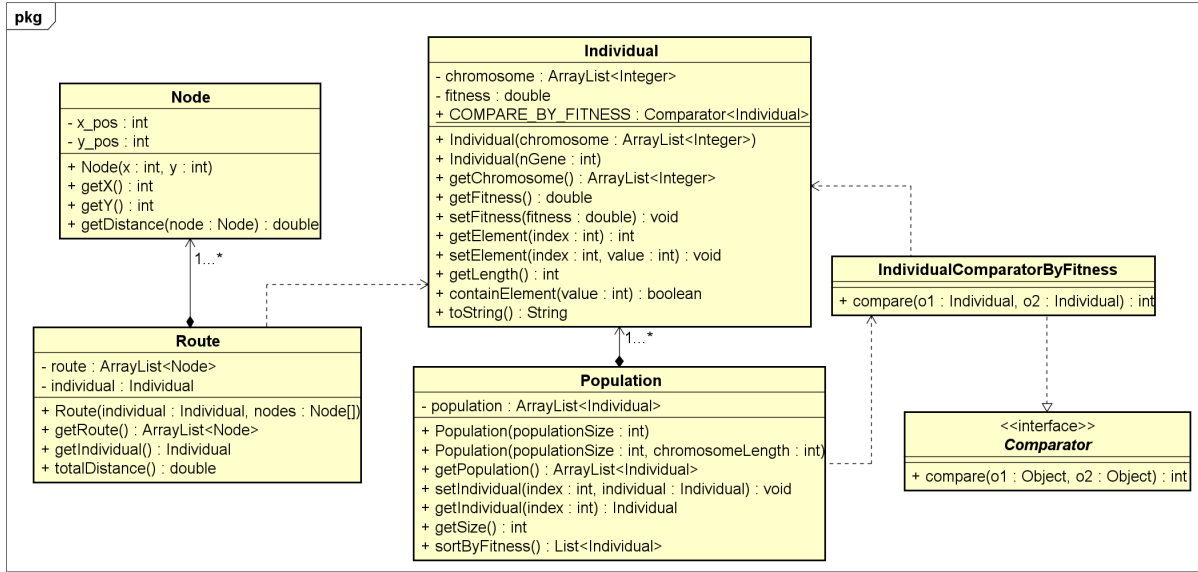 pkg
Node
- x_pos : int
- y_pos : int
+ Node(x : int, y : int)
+ getX() : int
+ getY() : int
+ getDistance(node : Node) : double
1...*
Route
- route : ArrayList<Node>
- individual : Individual
+ Route(individual : Individual, nodes : Node[])
+ getRoute() : ArrayList<Node>
+ getIndividual() : Individual
+ totalDistance() : double
Individual
- chromosome : ArrayList<Integer>
- fitness : double
+ COMPARE_BY_FITNESS : Comparator<Individual>
+ Individual(chromosome : ArrayList<Integer>)
+ Individual(nGene : int)
+ getChromosome() : ArrayList<Integer>
+ getFitness() : double
+ setFitness(fitness : double) : void
+ getElement(index : int) : int
+ setElement(index : int, value : int) : void
+ getLength() : int
+ containElement(value : int) : boolean
+ toString() : String
1...*
Population
- population : ArrayList<Individual>
+ Population(populationSize : int)
+ Population(populationSize : int, chromosomeLength : int)
+ getPopulation() : ArrayList<Individual>
+ setIndividual(index : int, individual : Individual) : void
+ getIndividual(index : int) : Individual
+ getSize() : int
+ sortByFitness() : List<Individual>
IndividualComparatorByFitness
+ compare(o1 : Individual, o2 : Individual) : int
<<interface>>
Comparator
+ compare(o1 : Object, o2 : Object) : int